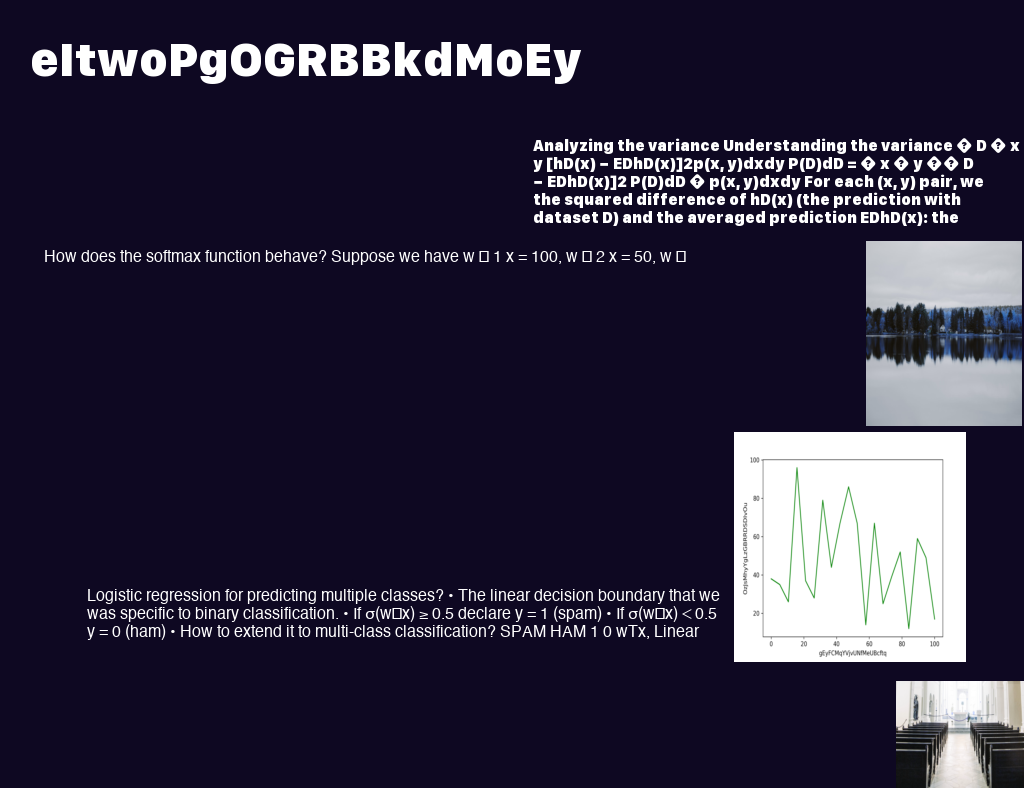 eItwoPgOGRBBkdMoEy
Analyzing the variance Understanding the variance � D � x
y [hD(x) − EDhD(x)]2p(x, y)dxdy P(D)dD = � x � y �� D
− EDhD(x)]2 P(D)dD � p(x, y)dxdy For each (x, y) pair, we
the squared difference of hD(x) (the prediction with
dataset D) and the averaged prediction EDhD(x): the
How does the softmax function behave? Suppose we have w □ 1 x = 100, w □ 2 x = 50, w □
100
80
60
40
20
0 20 40 60 80 100
gEyFCMqYVjvUNfMeUBcftq
Logistic regression for predicting multiple classes? • The linear decision boundary that we
was specific to binary classification. • If σ(w□x) ≥ 0.5 declare y = 1 (spam) • If σ(w□x) < 0.5
y = 0 (ham) • How to extend it to multi-class classification? SPAM HAM 1 0 wTx, Linear